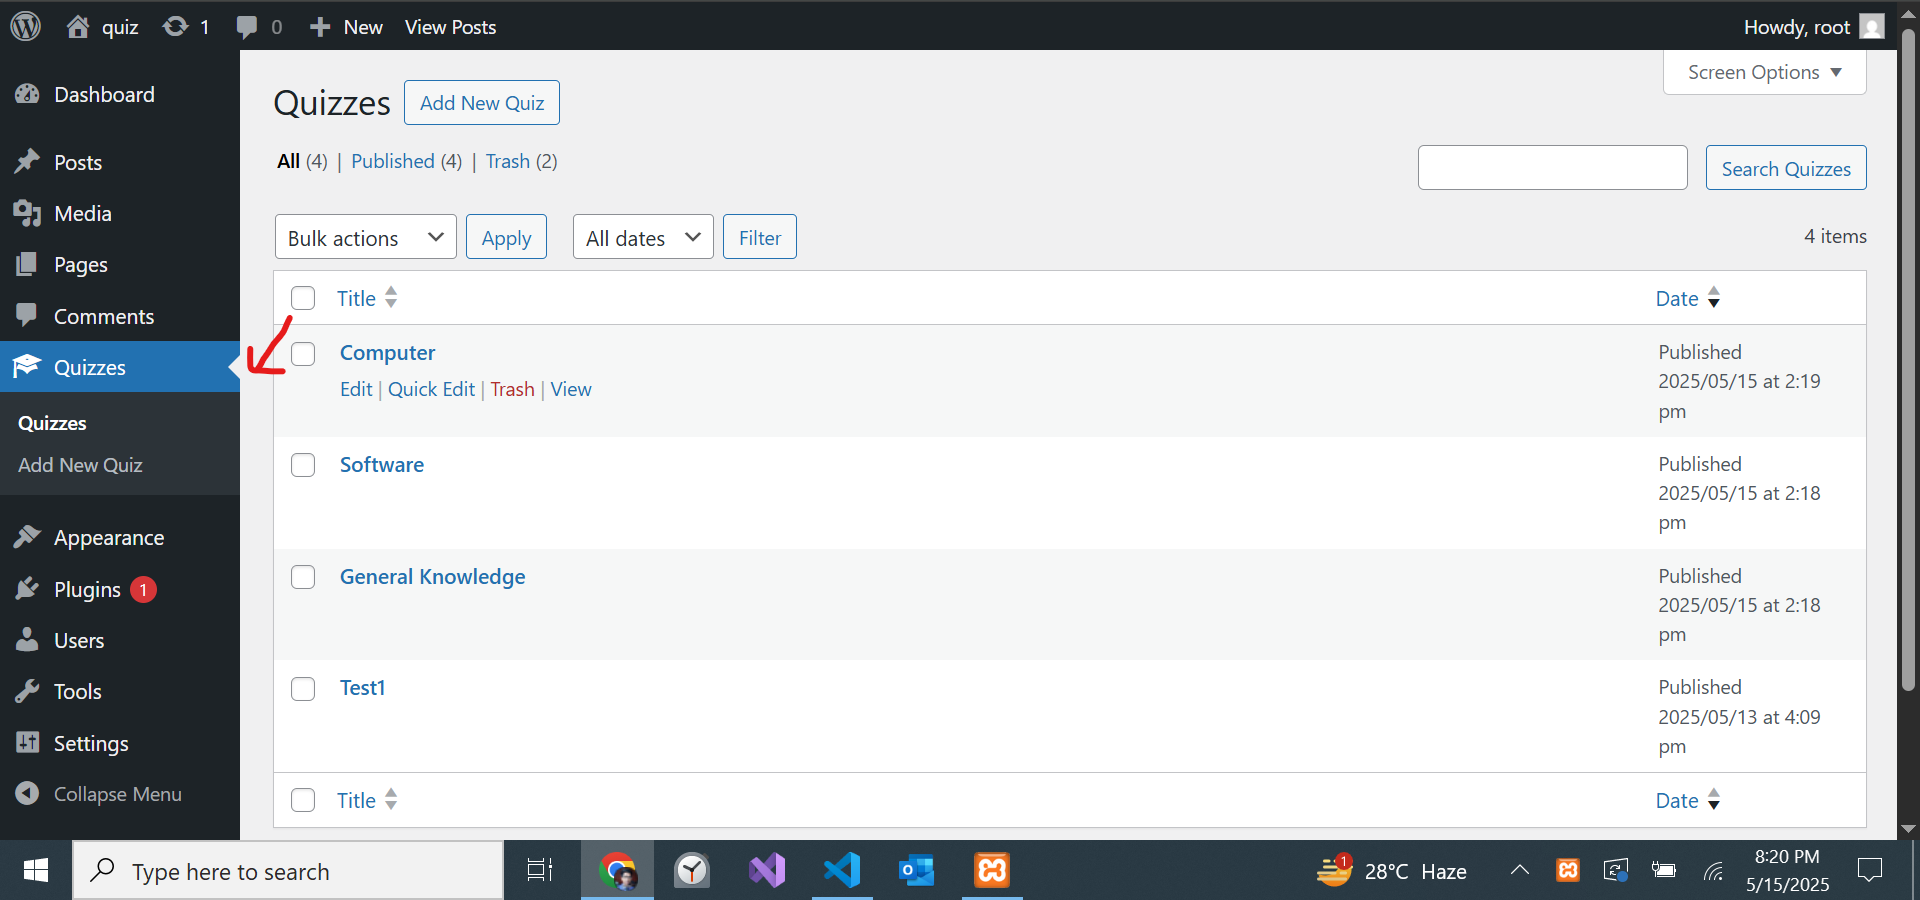 quiz 1 0 New View Posts Howdy, root
Screen Options
Dashboard
Posts
Media
Pages
Comments
Quizzes
Quizzes
Add New Quiz
Appearance
Plugins 1
Users
Tools
Settings
Collapse Menu
Quizzes Add New Quiz
All (4) | Published (4) | Trash (2)
Search Quizzes
Bulk actions Apply All dates Filter 4 items
Title Date
Computer
Edit | Quick Edit | Trash | View
Published
2025/05/15 at 2:19
pm
Software
Published
2025/05/15 at 2:18
pm
General Knowledge
Published
2025/05/15 at 2:18
pm
Test1
Published
2025/05/13 at 4:09
pm
Title Date
Type here to search
1
28°C Haze
8:20 PM
5/15/2025